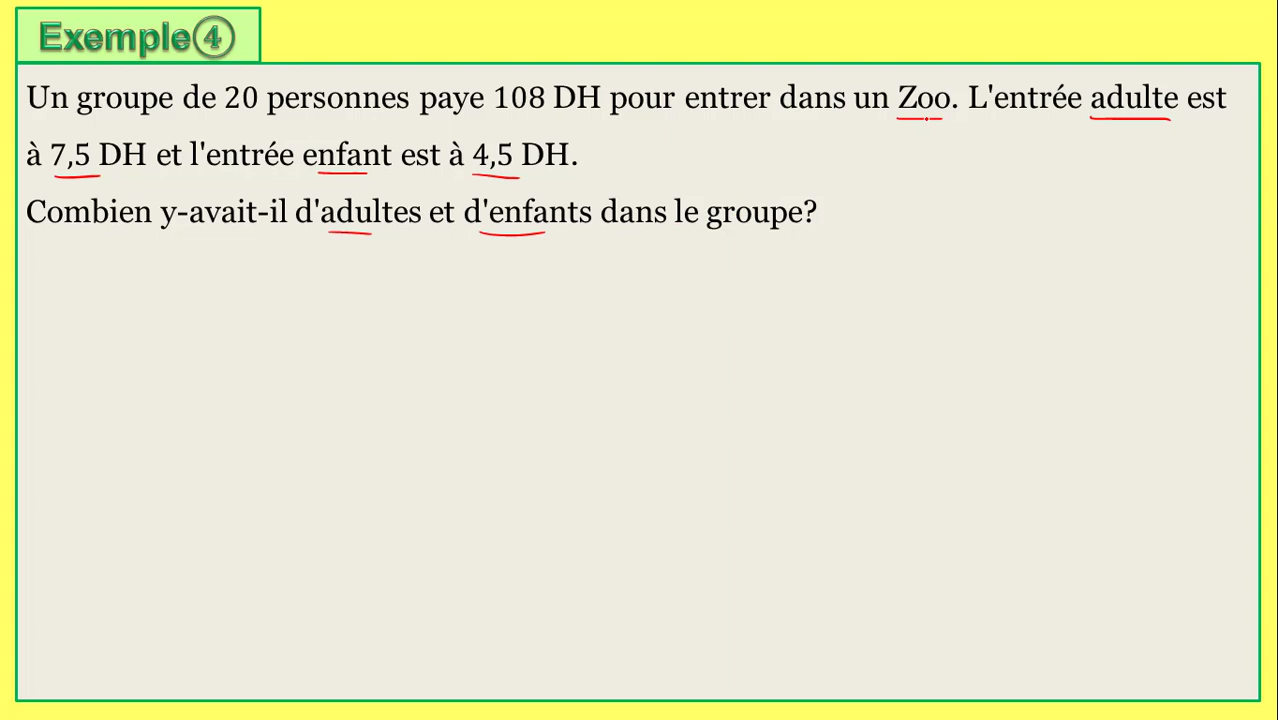 Exemple④
Un groupe de 20 personnes paye 108 DH pour entrer dans un Zoo. L'entrée adulte est
à 7,5 DH et l'entrée enfant est à 4,5 DH.
Combien y-avait-il d'adultes et d'enfants dans le groupe?